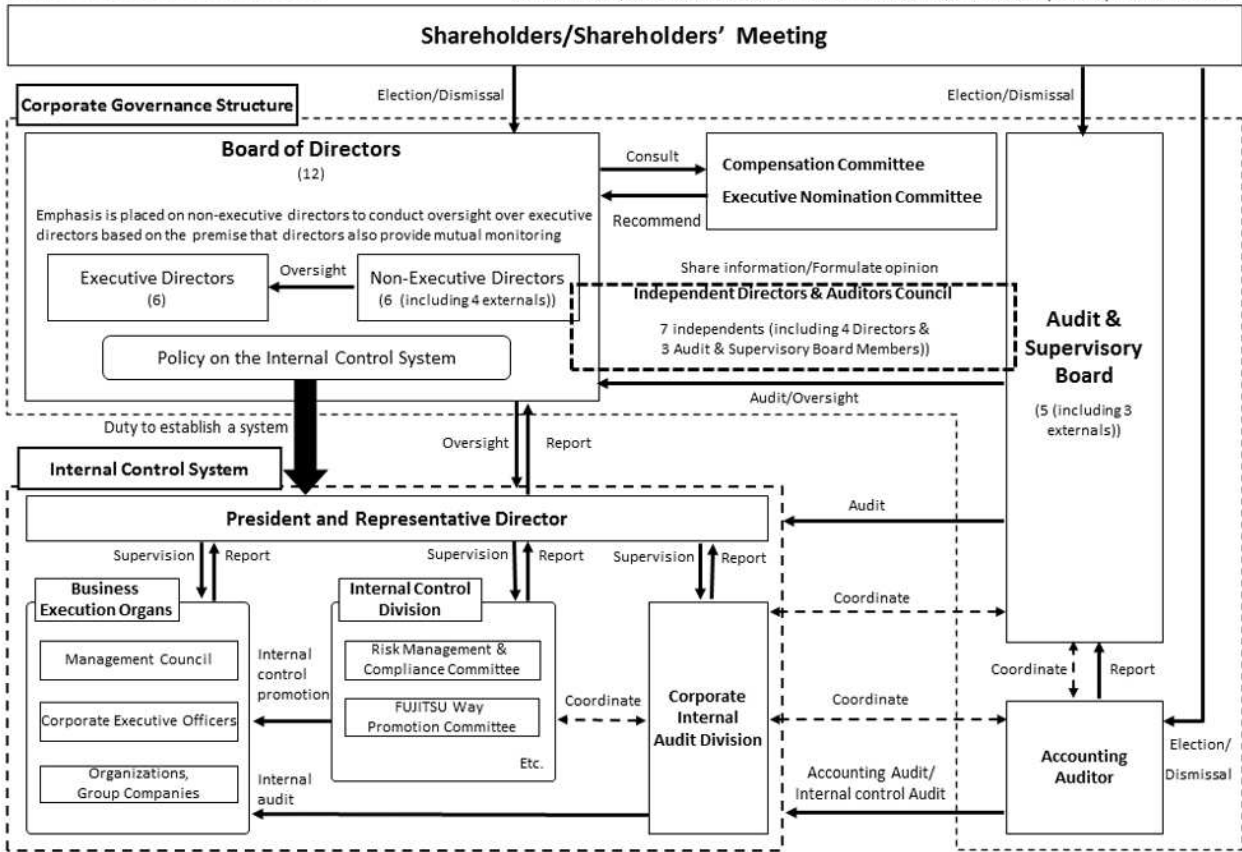 Shareholders/Shareholders' Meeting
Election/Dismissal
Election/Dismissal
Corporate Governance Structure
Board of Directors
(12)
Emphasis is placed on non-executive directors to conduct oversight over executive
directors based on the premise that directors also provide mutual monitoring
Executive Directors
(6)
Oversight
Non-Executive Directors
(6 (including 4 externals))
Policy on the Internal Control System
Consult
Recommend
Compensation Committee
Executive Nomination Committee
Share information/Formulate opinion
Independent Directors & Auditors Council
7 independents (including 4 Directors &
3 Audit & Supervisory Board Members))
Audit/Oversight
Audit &
Supervisory
Board
(5 (including 3
externals))
Duty to establish a system
Oversight
Report
Internal Control System
President and Representative Director
Audit
Supervision
Report
Supervision
Report
Supervision
Report
Business
Execution Organs
Management Council
Corporate Executive Officers
Organizations,
Group Companies
Internal
control
promotion
Internal
audit
Internal Control
Division
Risk Management &
Compliance Committee
FUJITSU Way
Promotion Committee
Etc.
Coordinate
Corporate
Internal
Audit Division
Coordinate
Coordinate
Accounting Audit/
Internal control Audit
Coordinate
Report
Accounting
Auditor
Election/
Dismissal